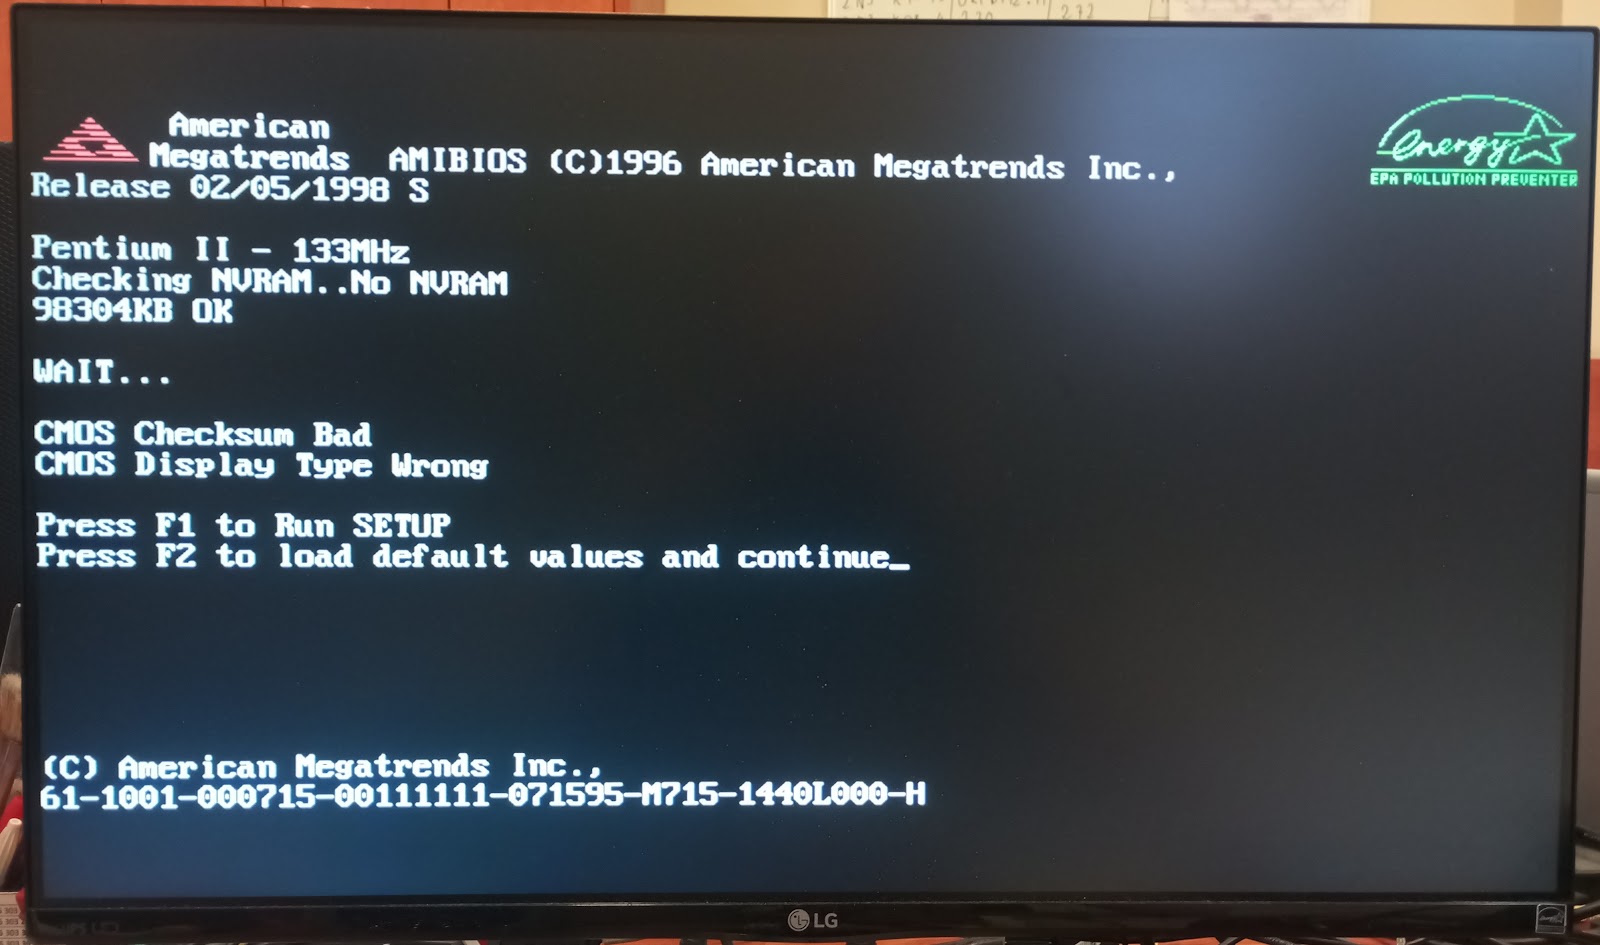 American
Megatrends AMIBIOS (C)1996 American Megatrends Inc.,
Release 02/05/1998 S
energy
EPA POLLUTION PREVENTER
Pentium II - 133MHz
Checking NVRAM..No NVRAM
98304KB OK
WAIT...
CMOS Checksum Bad
CMOS Display Type Wrong
Press F1 to Run SETUP
Press F2 to load default values and continue_
(C) American Megatrends Inc.,
61-1001-000715-00111111-071595-M715-1440L000-H
LG